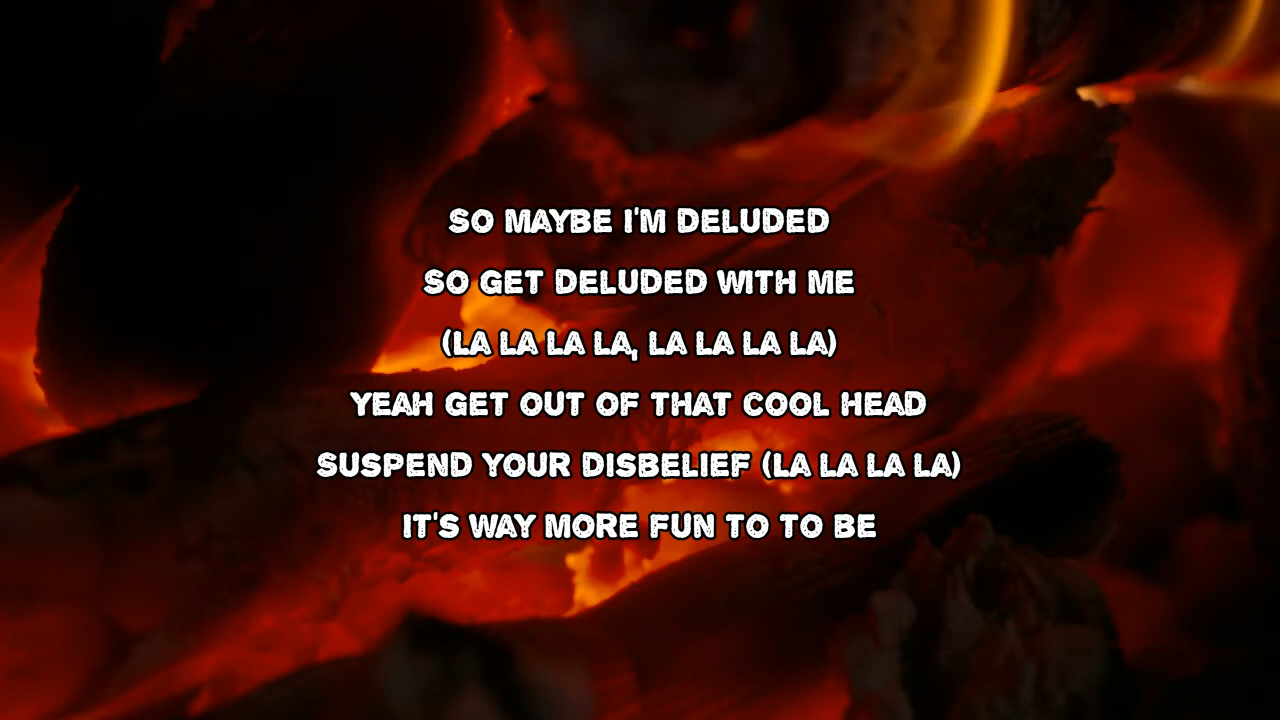 SO MAYBE I'M DELUDED
SO GET DELUDED WITH ME
(LA LA LA LA, LA LA LA LA)
YEAH GET OUT OF THAT COOL HEAD
SUSPEND YOUR DISBELIEF (LA LA LA LA)
IT'S WAY MORE FUN TO TO BE